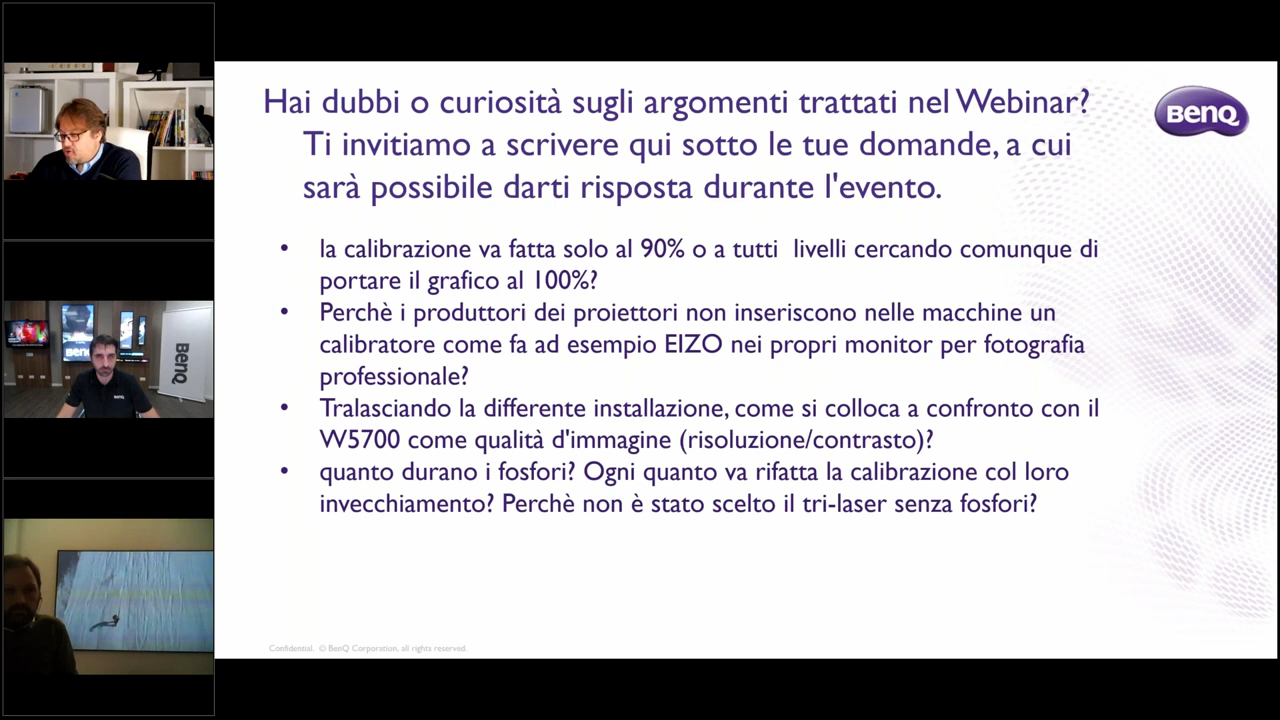 Hai dubbi o curiosità sugli argomenti trattati nel Webinar?
Ti invitiamo a scrivere qui sotto le tue domande, a cui
sarà possibile darti risposta durante l'evento.
BenQ
• la calibrazione va fatta solo al 90% o a tutti livelli cercando comunque di
portare il grafico al 100%?
• Perchè i produttori dei proiettori non inseriscono nelle macchine un
calibratore come fa ad esempio EIZO nei propri monitor per fotografia
professionale?
• Tralasciando la differente installazione, come si colloca a confronto con il
W5700 come qualità d'immagine (risoluzione/contrasto)?
• quanto durano i fosfori? Ogni quanto va rifatta la calibrazione col loro
invecchiamento? Perchè non è stato scelto il tri-laser senza fosfori?
Confidential. © BenQ Corporation, all rights reserved.
BenQ